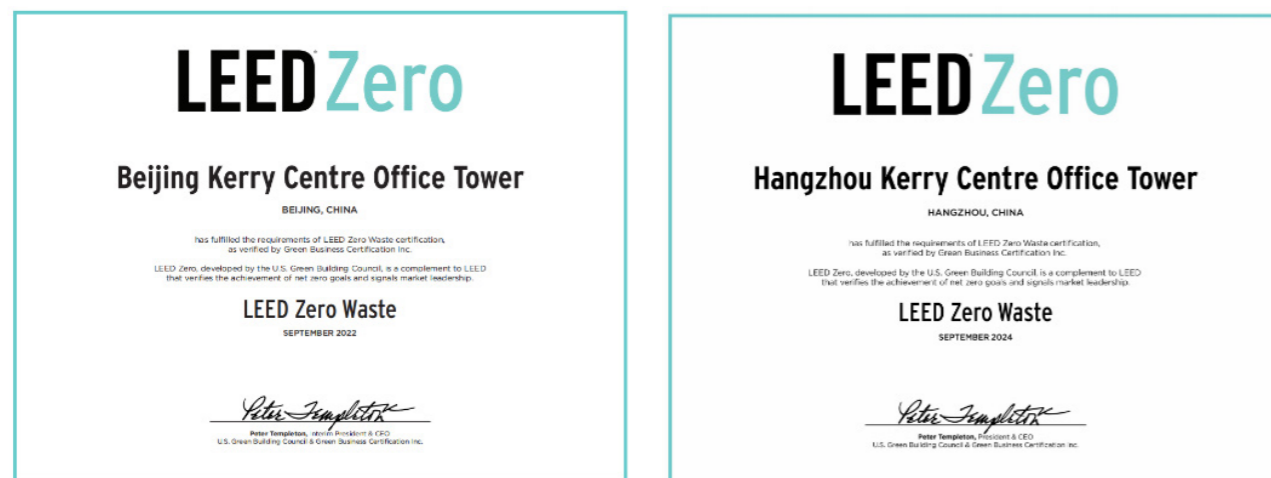 LEED Zero
Beijing Kerry Centre Office Tower
BEIJING, CHINA
has fulfilled the requirements of LEED Zero Waste certification,
as verified by Green Business Certification Inc.
LEED Zero, developed by the U.S. Green Building Council, is a complement to LEED
that verifies the achievement of net zero goals and signals market leadership.
LEED Zero Waste
SEPTEMBER 2022
Peter Templeton
Peter Templeton, Interim President & CEO
U.S. Green Building Council & Green Business Certification Inc.
LEED Zero
Hangzhou Kerry Centre Office Tower
HANGZHOU, CHINA
has fulfilled the requirements of LEED Zero Waste certification,
as verified by Green Business Certification Inc.
LEED Zero, developed by the U.S. Green Building Council, is a complement to LEED
that verifies the achievement of net zero goals and signals market leadership.
LEED Zero Waste
SEPTEMBER 2024
Peter Templeton
Peter Templeton, President & CEO
U.S. Green Building Council & Green Business Certification Inc.